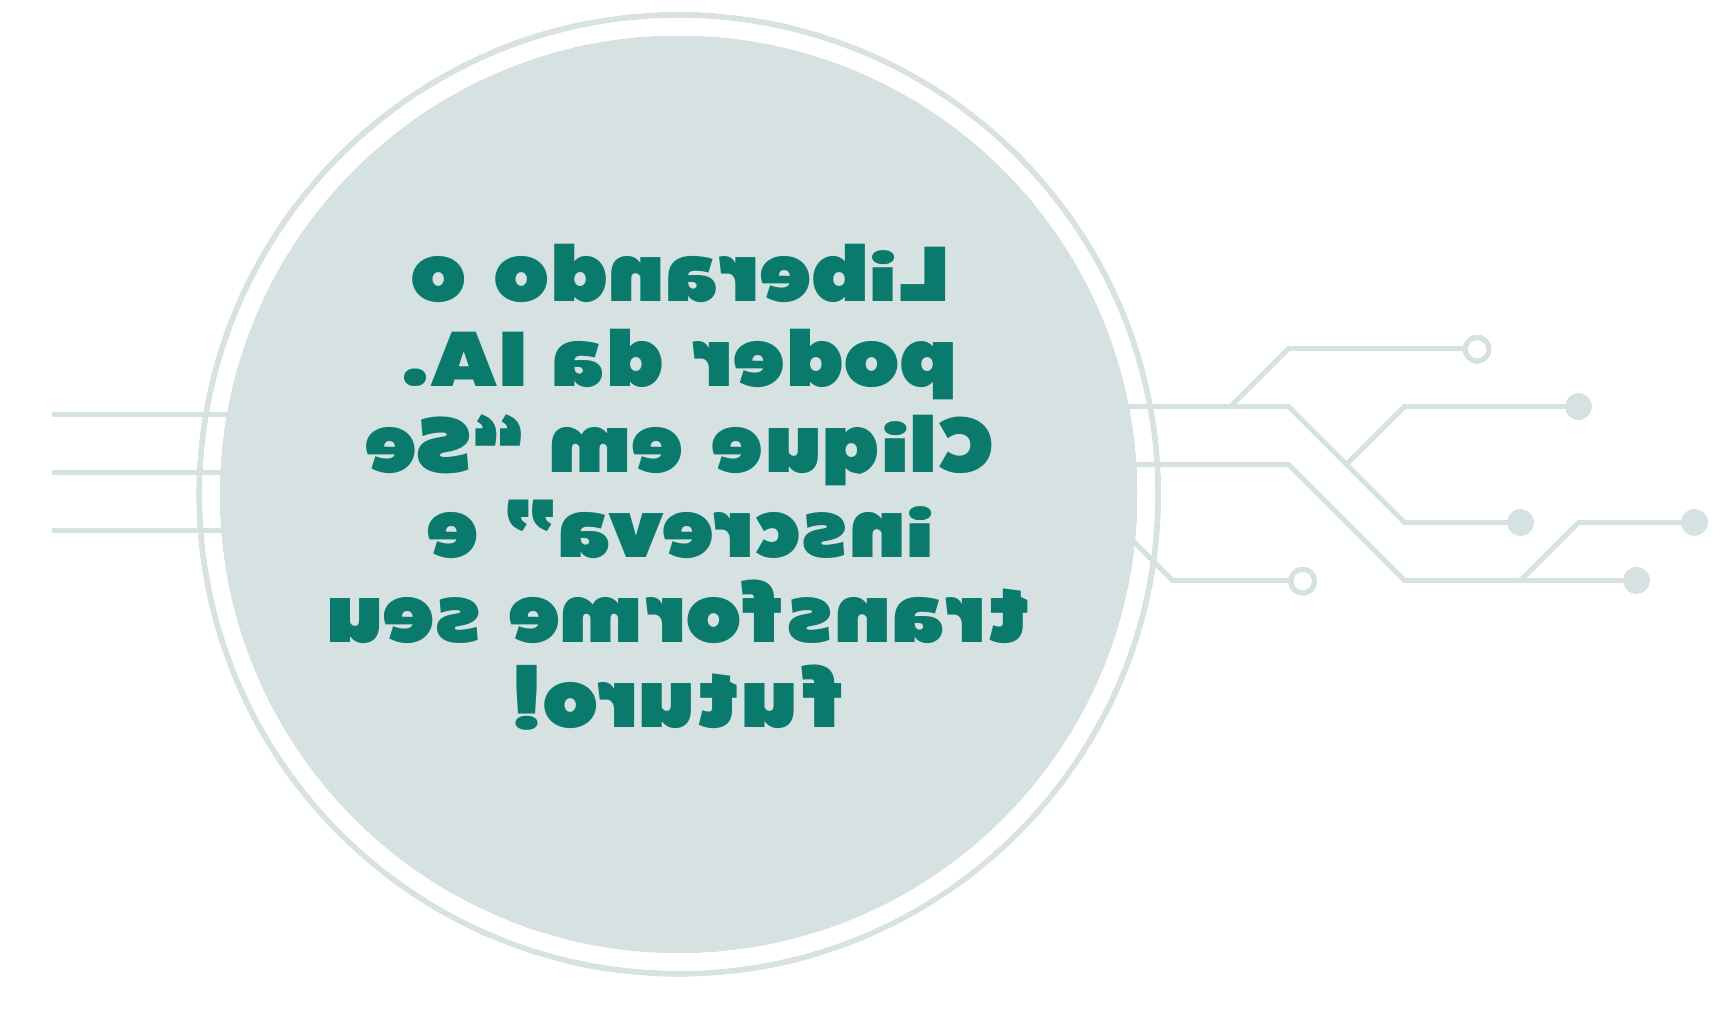 Liberando o
poder da IA.
Clique em “Se
inscreva” e
transforme seu
futuro!